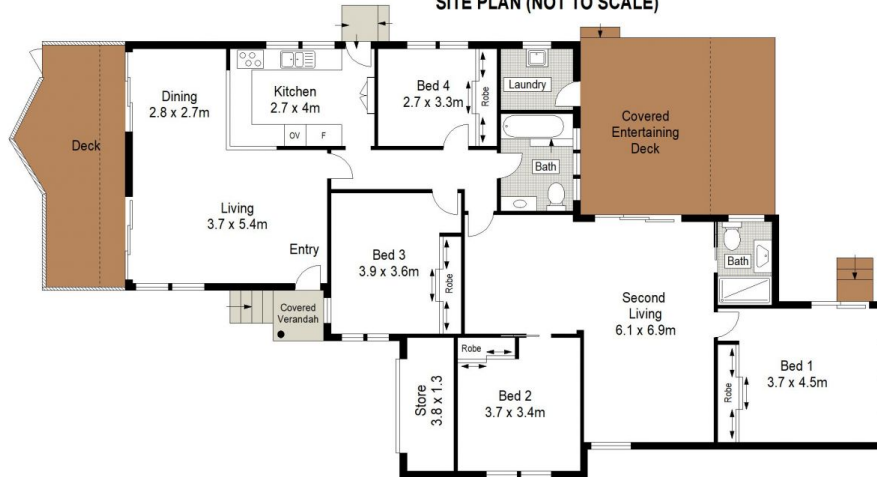 SITE PLAN (NOT TO SCALE)
Deck
Dining
2.8 x 2.7m
Kitchen
2.7 x 4m
OV
F
Bed 4
2.7 x 3.3m
Robe
Laundry
Bath
Covered
Entertaining
Deck
Living
3.7 x 5.4m
Entry
Covered
Verandah
Bed 3
3.9 x 3.6m
Robe
Bath
Second
Living
6.1 x 6.9m
Store
3.8 x 1.3
Robe
Bed 2
3.7 x 3.4m
Robe
Bed 1
3.7 x 4.5m